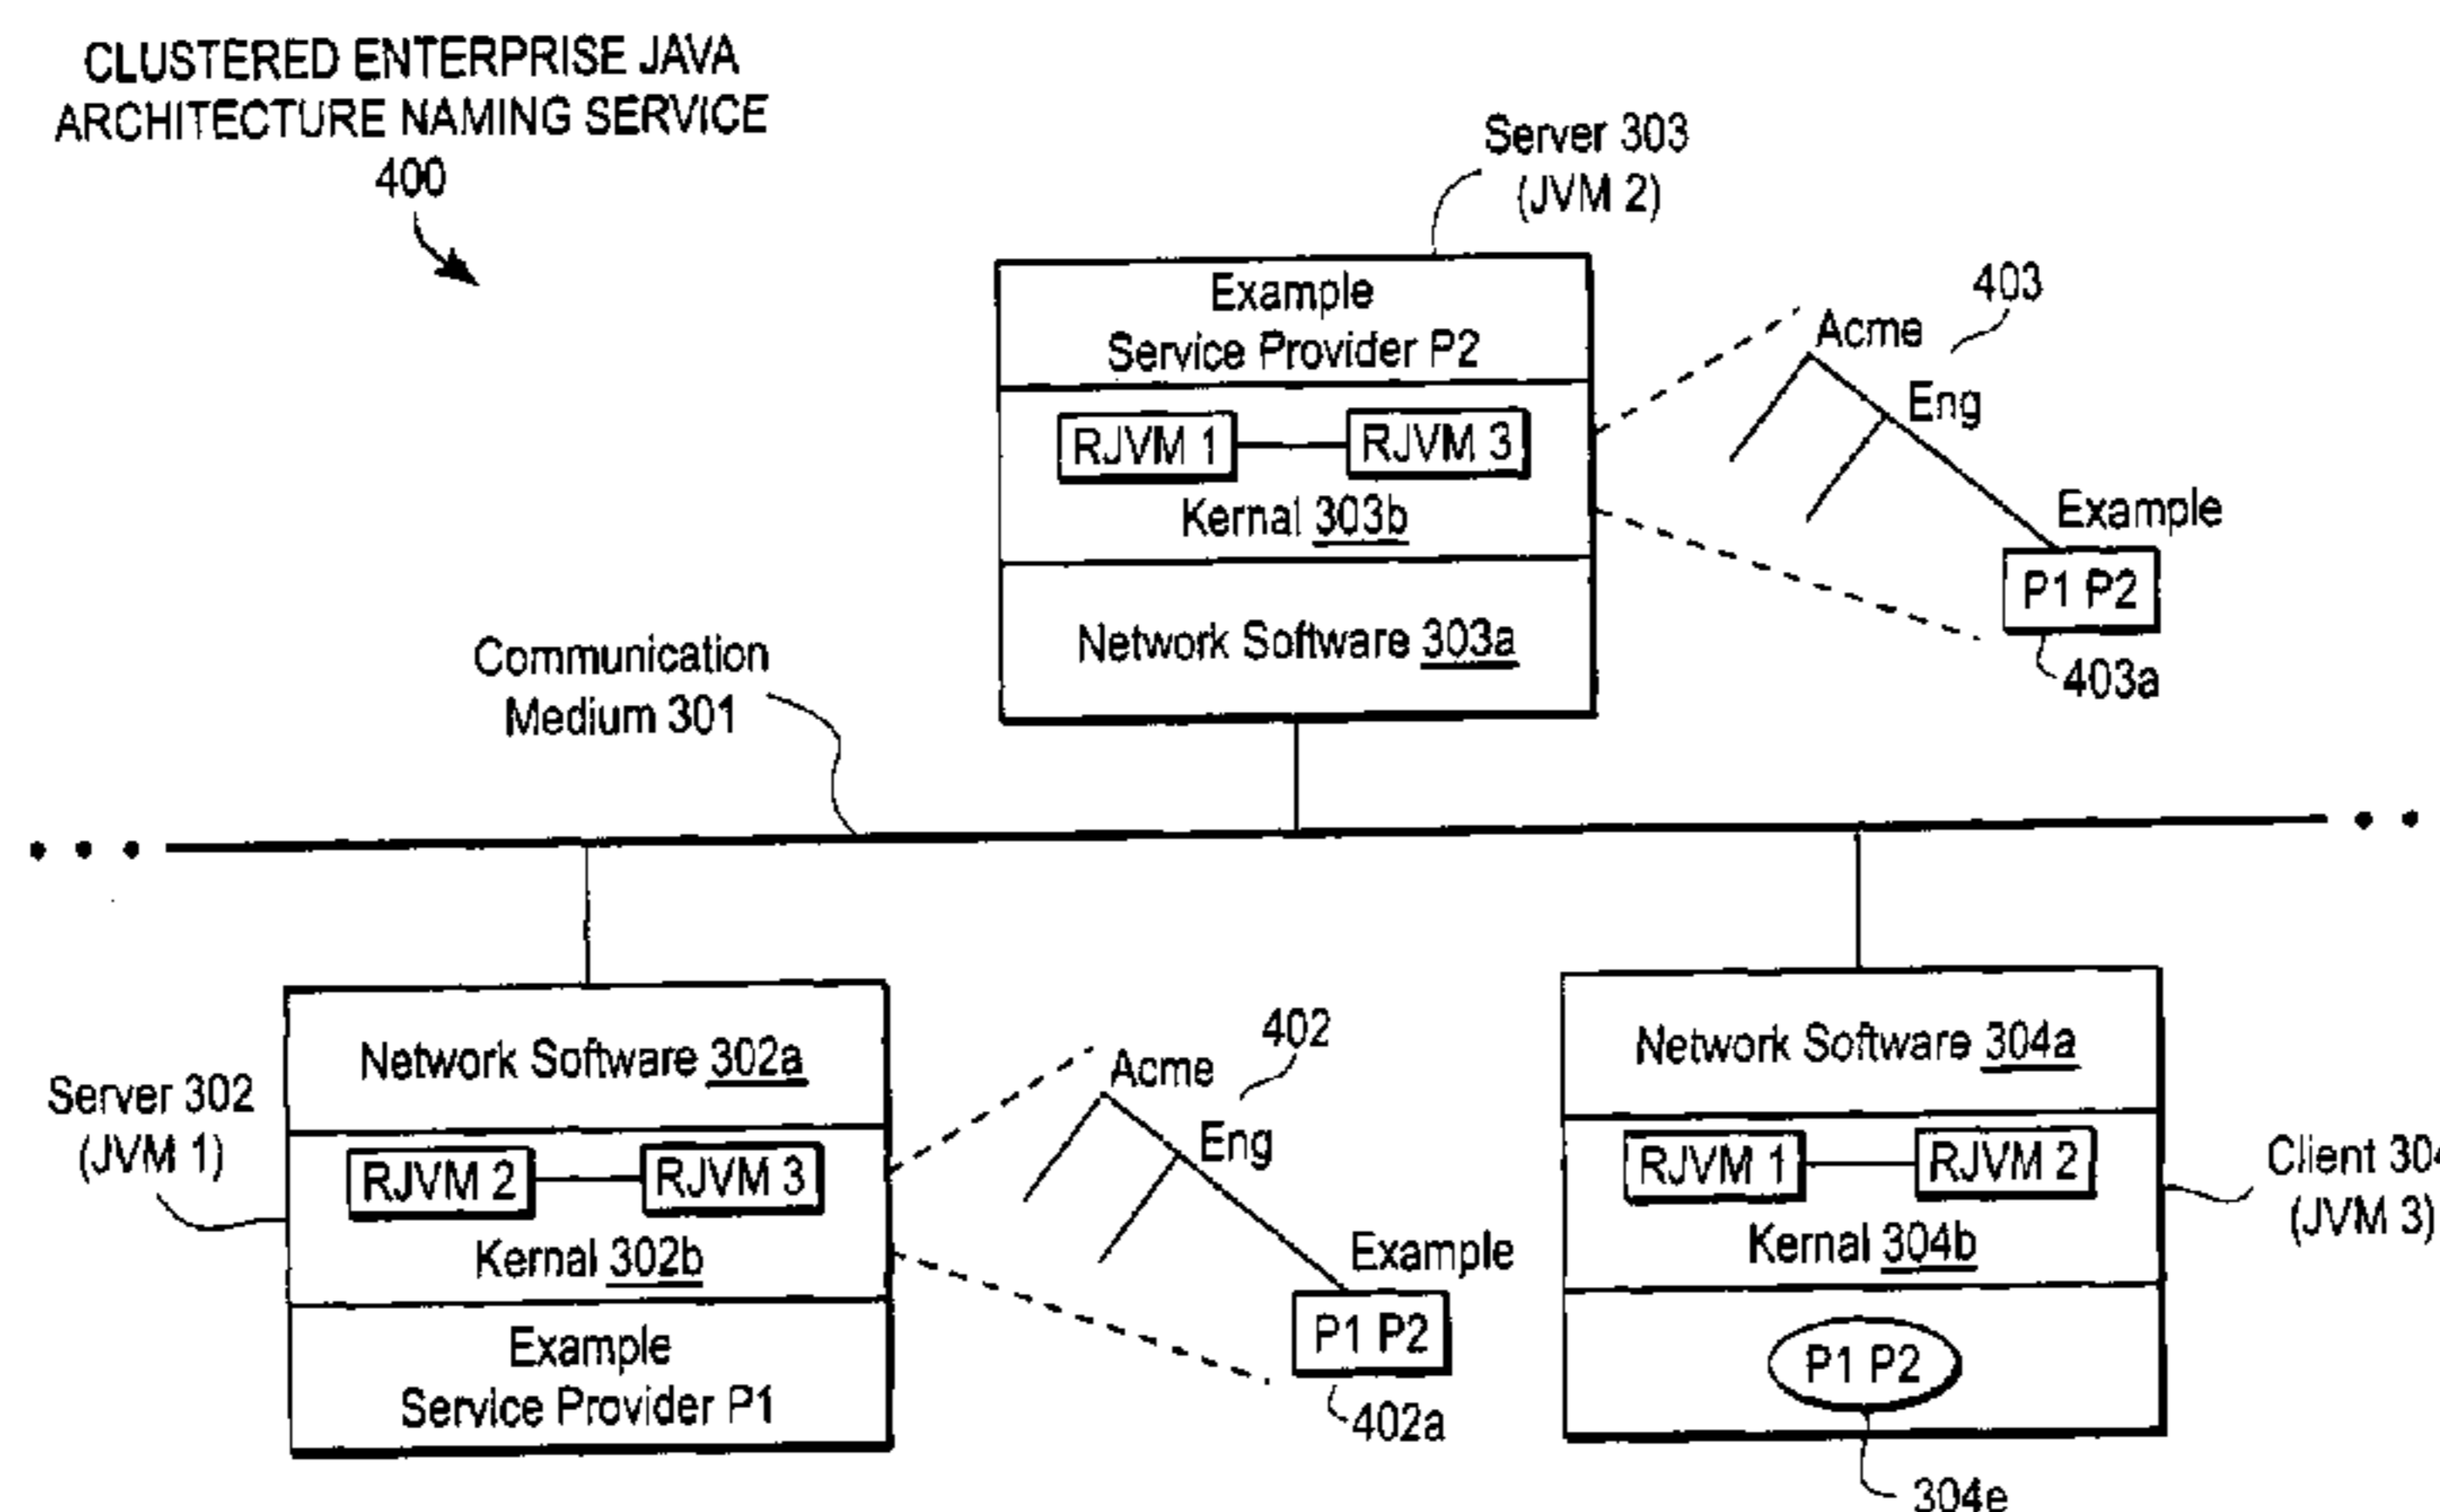 CLUSTERED ENTERPRISE JAVA
ARCHITECTURE NAMING SERVICE
400
Server 303
(JVM 2)
Example
Service Provider P2
RJVM 1
RJVM 3
Kernal 303b
Network Software 303a
403
Acme
Eng
Example
P1 P2
403a
Communication
Medium 301
Server 302
(JVM 1)
Network Software 302a
RJVM 2
RJVM 3
Kernal 302b
Example
Service Provider P1
402
Acme
Eng
Example
P1 P2
402a
Network Software 304a
RJVM 1
RJVM 2
Kernal 304b
P1 P2
304e
Client 304
(JVM 3)